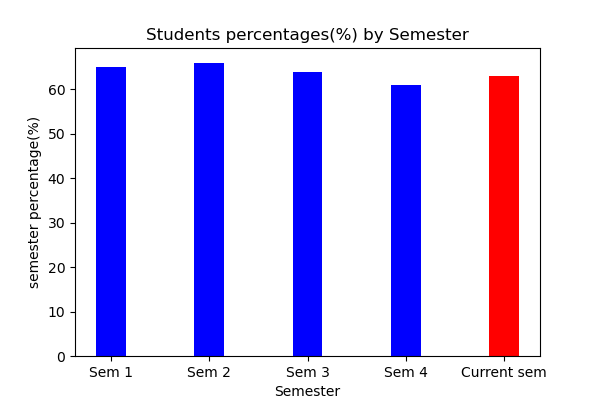 Students percentages(%) by Semester
semester percentage(%)
60
50
40
30
20
10
0
Sem 1 Sem 2 Sem 3 Sem 4 Current sem
Semester